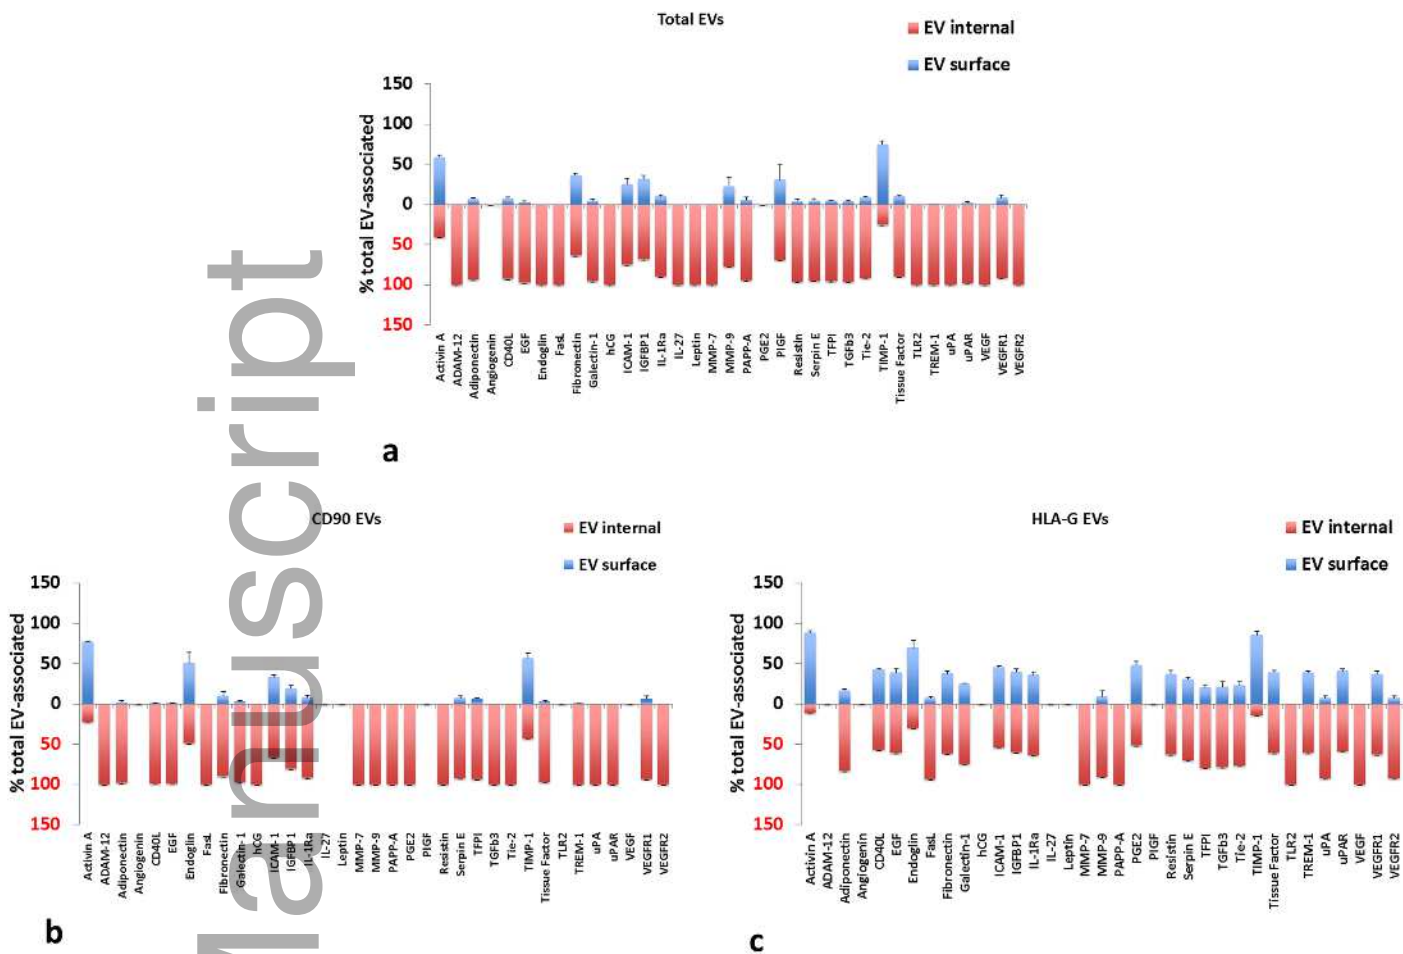 Total EVs
EV internal
EV surface
% total EV-associated
150
100
50
0
50
100
150
Activin A
ADAM-12
Adiponectin
Angiogenin
CD40L
EGF
Endoglin
FasL
Fibronectin
Galectin-1
hCG
ICAM-1
IGFBP1
IL-1Ra
IL-27
Leptin
MMP-7
MMP-9
PAPP-A
PGE2
PIGF
Resistin
Serpin E
TFPI
TGFb3
Tie-2
TIMP-1
Tissue Factor
TLR2
TREM-1
uPA
uPAR
VEGF
VEGFR1
VEGFR2
a
Manuscript
CD90 EVs
EV internal
EV surface
% total EV-associated
150
100
50
0
50
100
150
Activin A
ADAM-12
Adiponectin
Angiogenin
CD40L
EGF
Endoglin
FasL
Fibronectin
Galectin-1
hCG
ICAM-1
IGFBP1
IL-1Ra
IL-27
Leptin
MMP-7
MMP-9
PAPP-A
PGE2
PIGF
Resistin
Serpin E
TFPI
TGFb3
Tie-2
TIMP-1
Tissue Factor
TLR2
TREM-1
uPA
uPAR
VEGF
VEGFR1
VEGFR2
b
HLA-G EVs
EV internal
EV surface
% total EV-associated
150
100
50
0
50
100
150
Activin A
ADAM-12
Adiponectin
Angiogenin
CD40L
EGF
Endoglin
FasL
Fibronectin
Galectin-1
hCG
ICAM-1
IGFBP1
IL-1Ra
IL-27
Leptin
MMP-7
MMP-9
PAPP-A
PGE2
PIGF
Resistin
Serpin E
TFPI
TGFb3
Tie-2
TIMP-1
Tissue Factor
TLR2
TREM-1
uPA
uPAR
VEGF
VEGFR1
VEGFR2
c